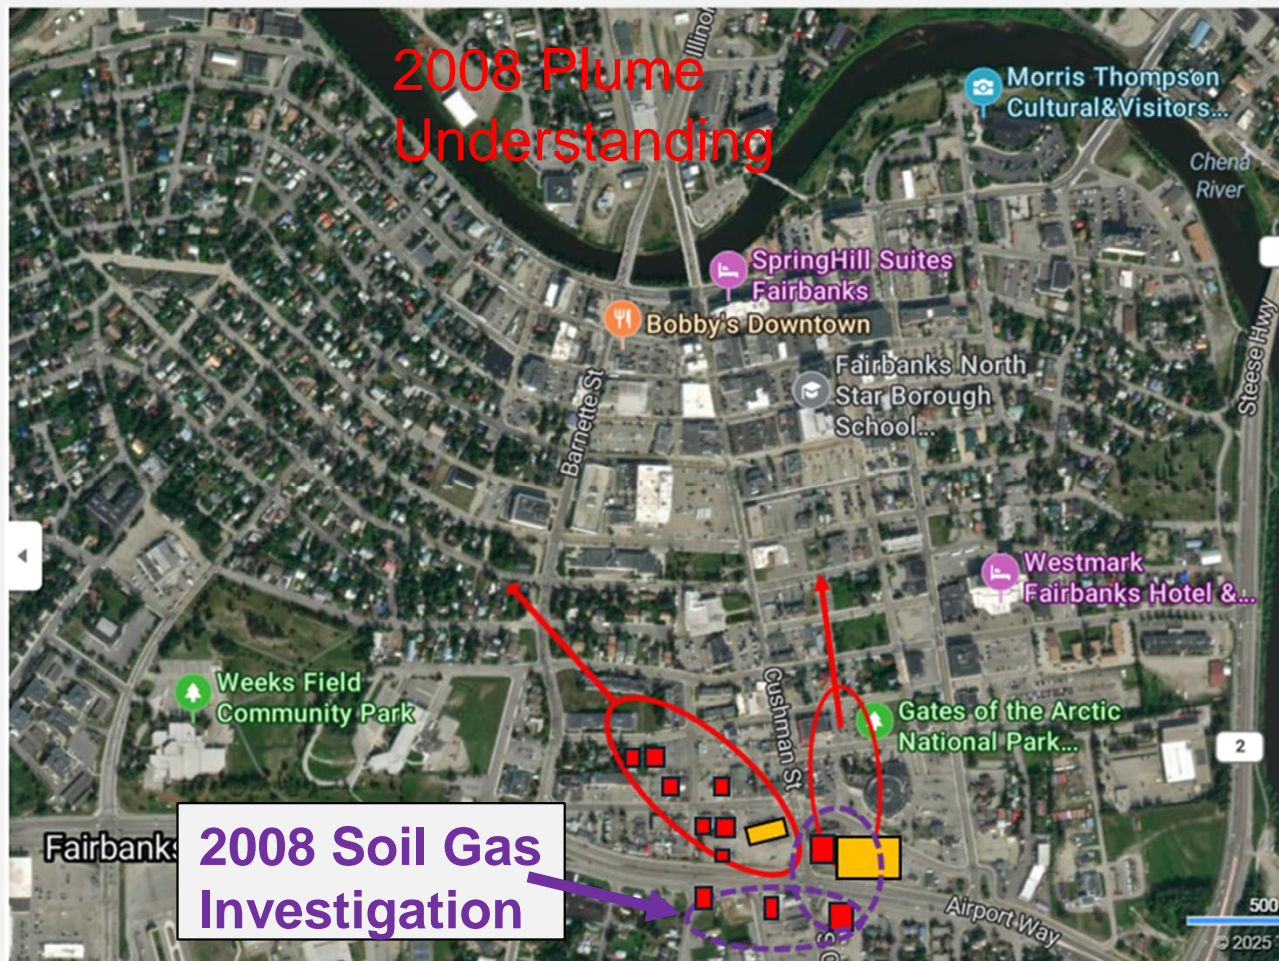 2008 Plume
Understanding
Illinoi
Morris Thompson
Cultural&Visitors...
Chena
River
SpringHill Suites
Fairbanks
Bobby's Downtown
Fairbanks North
Star Borough
School...
Barnette St
Steese Hwy
Westmark
Fairbanks Hotel &...
Weeks Field
Community Park
Cushman St
Gates of the Arctic
National Park...
2
Fairbanks
2008 Soil Gas
Investigation
Airport Way
500
© 2025